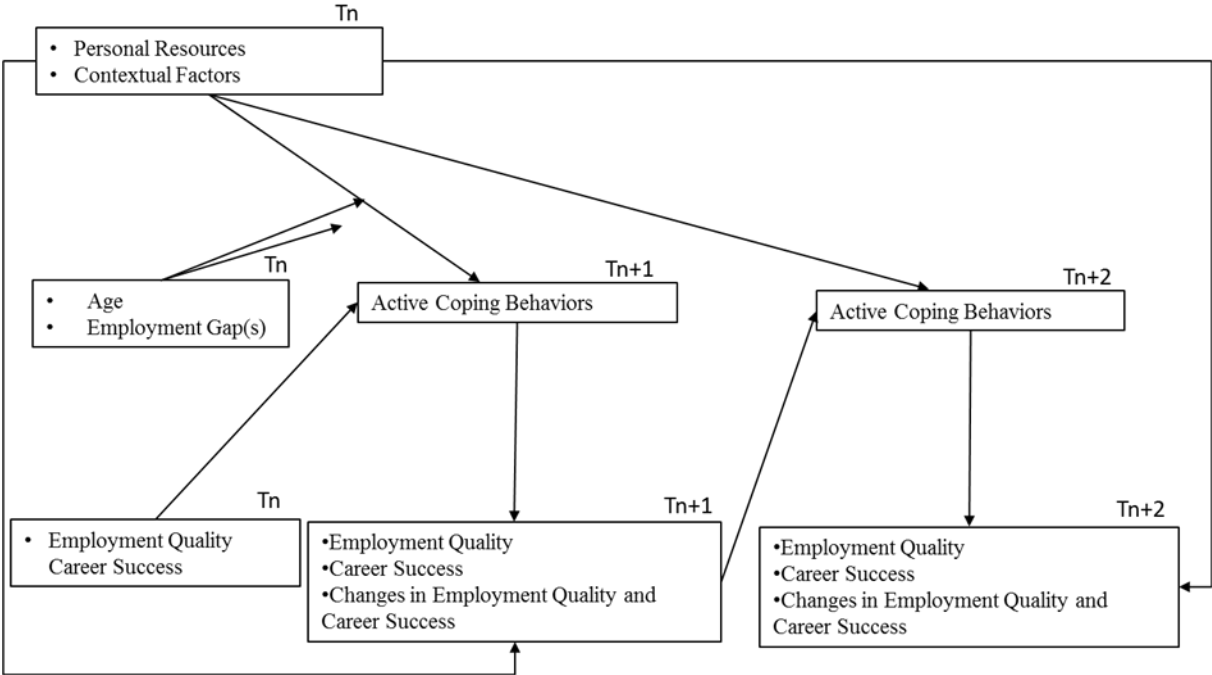 Tn
• Personal Resources
• Contextual Factors
Tn
• Age
• Employment Gap(s)
Tn+1
Active Coping Behaviors
Tn+2
Active Coping Behaviors
Tn
• Employment Quality
Career Success
Tn+1
•Employment Quality
•Career Success
•Changes in Employment Quality and
Career Success
Tn+2
•Employment Quality
•Career Success
•Changes in Employment Quality and
Career Success